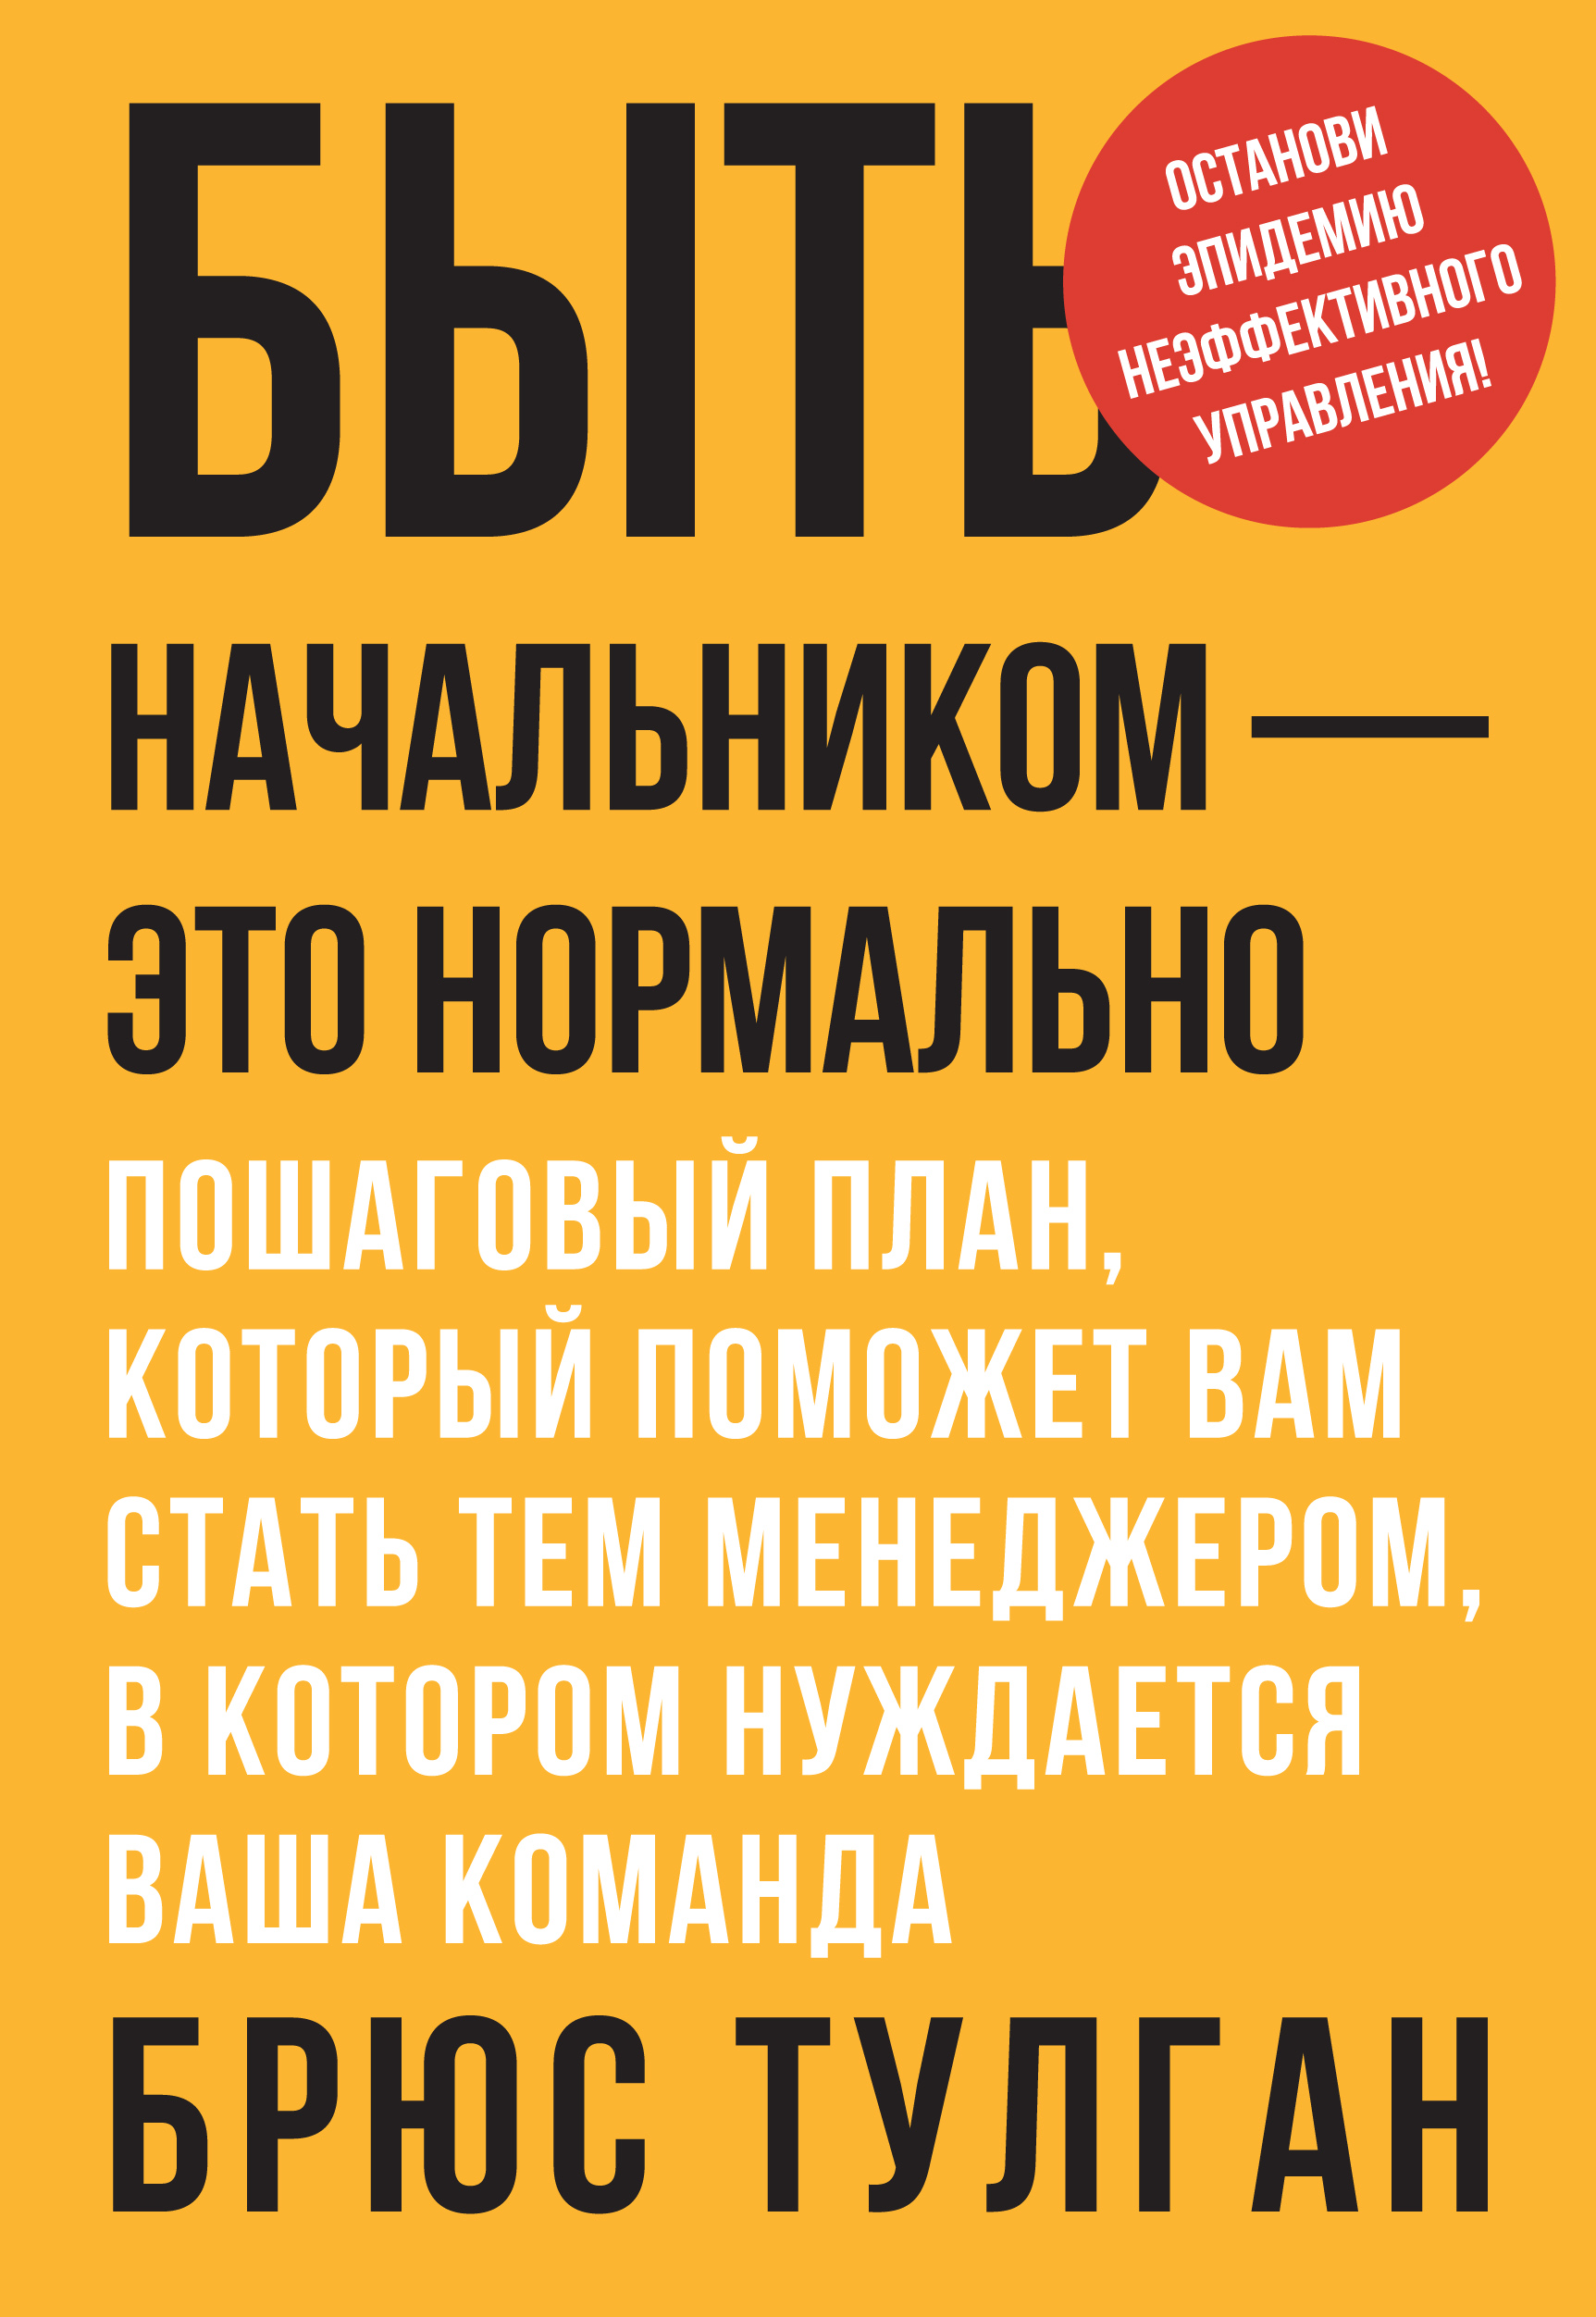 БЫТЬ
ОСТАНОВИ
ЭПИДЕМИЮ
НЕЭФФЕКТИВНОГО
УПРАВЛЕНИЯ!
НАЧАЛЬНИКОМ —
ЭТО НОРМАЛЬНО
ПОШАГОВЫЙ ПЛАН,
КОТОРЫЙ ПОМОЖЕТ ВАМ
СТАТЬ ТЕМ МЕНЕДЖЕРОМ,
В КОТОРОМ НУЖДАЕТСЯ
ВАША КОМАНДА
БРЮС ТУЛГАН